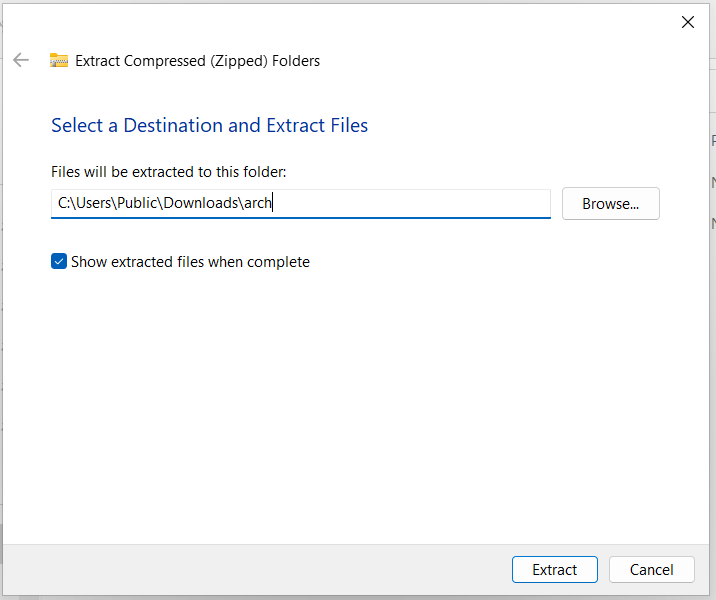 Extract Compressed (Zipped) Folders
Select a Destination and Extract Files
Files will be extracted to this folder:
C:\Users\Public\Downloads\arch
Browse...
Show extracted files when complete
Extract
Cancel